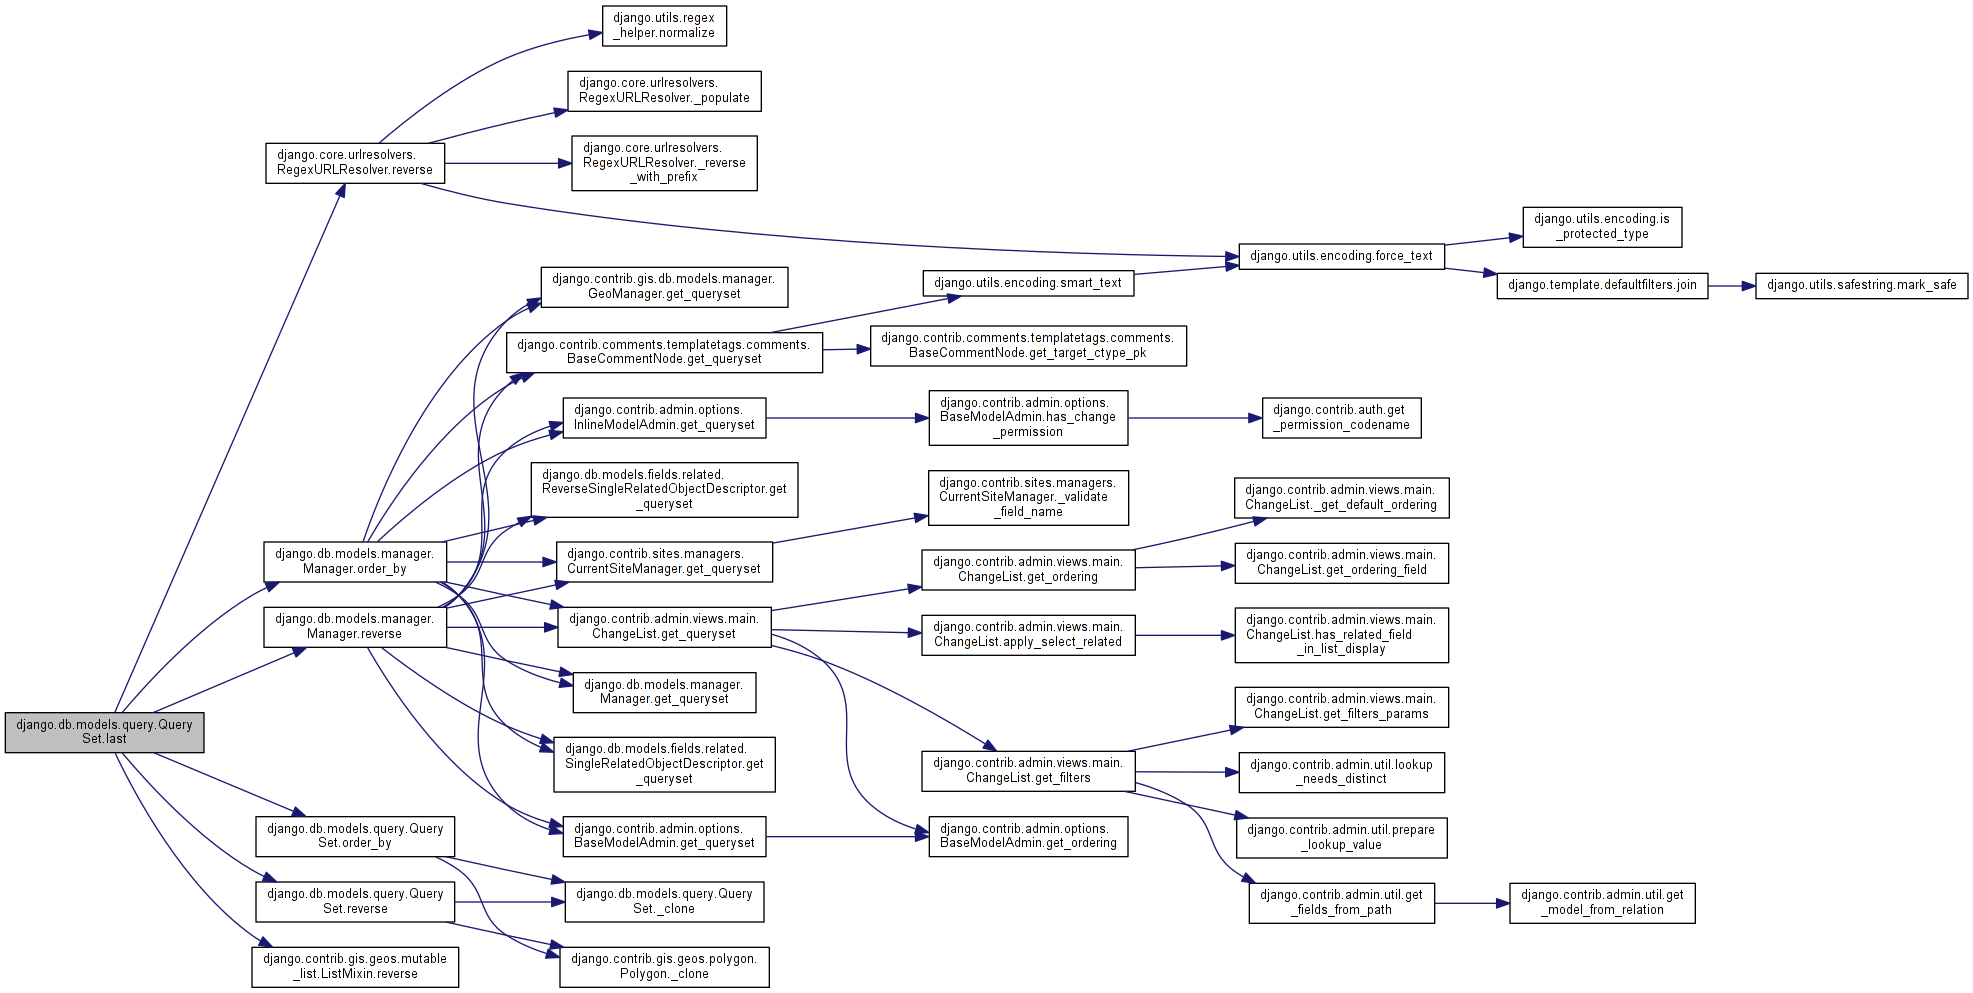 django.utils.regex
_helper.normalize
django.core.urlresolvers.
RegexURLResolver._populate
django.core.urlresolvers.
RegexURLResolver.reverse
django.core.urlresolvers.
RegexURLResolver._reverse
_with_prefix
django.utils.encoding.is
_protected_type
django.utils.encoding.force_text
django.contrib.gis.db.models.manager.
GeoManager.get_queryset
django.utils.encoding.smart_text
django.template.defaultfilters.join
django.utils.safestring.mark_safe
django.contrib.comments.templatetags.comments.
BaseCommentNode.get_queryset
django.contrib.comments.templatetags.comments.
BaseCommentNode.get_target_ctype_pk
django.contrib.admin.options.
InlineModelAdmin.get_queryset
django.contrib.admin.options.
BaseModelAdmin.has_change
_permission
django.contrib.auth.get
_permission_codename
django.db.models.fields.related.
ReverseSingleRelatedObjectDescriptor.get
_queryset
django.contrib.sites.managers.
CurrentSiteManager._validate
_field_name
django.contrib.admin.views.main.
ChangeList._get_default_ordering
django.db.models.manager.
Manager.order_by
django.contrib.sites.managers.
CurrentSiteManager.get_queryset
django.contrib.admin.views.main.
ChangeList.get_ordering
django.contrib.admin.views.main.
ChangeList.get_ordering_field
django.db.models.manager.
Manager.reverse
django.contrib.admin.views.main.
ChangeList.get_queryset
django.contrib.admin.views.main.
ChangeList.apply_select_related
django.contrib.admin.views.main.
ChangeList.has_related_field
_in_list_display
django.db.models.manager.
Manager.get_queryset
django.contrib.admin.views.main.
ChangeList.get_filters_params
django.db.models.query.Query
Set.last
django.db.models.fields.related.
SingleRelatedObjectDescriptor.get
_queryset
django.contrib.admin.views.main.
ChangeList.get_filters
django.contrib.admin.util.lookup
_needs_distinct
django.db.models.query.Query
Set.order_by
django.contrib.admin.options.
BaseModelAdmin.get_queryset
django.contrib.admin.options.
BaseModelAdmin.get_ordering
django.contrib.admin.util.prepare
_lookup_value
django.db.models.query.Query
Set.reverse
django.db.models.query.Query
Set._clone
django.contrib.admin.util.get
_fields_from_path
django.contrib.admin.util.get
_model_from_relation
django.contrib.gis.geos.mutable
_list.ListMixin.reverse
django.contrib.gis.geos.polygon.
Polygon._clone